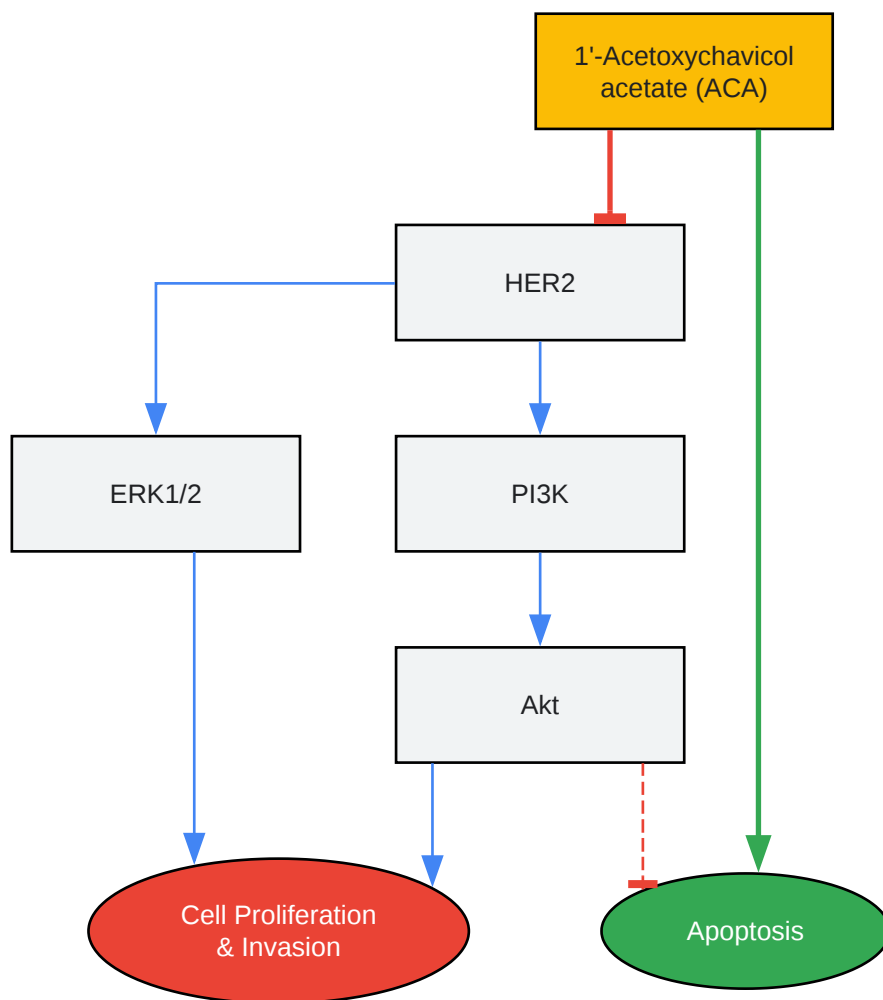 1'-Acetoxychavicol
acetate (ACA)
HER2
ERK1/2
PI3K
Akt
Cell Proliferation
& Invasion
Apoptosis